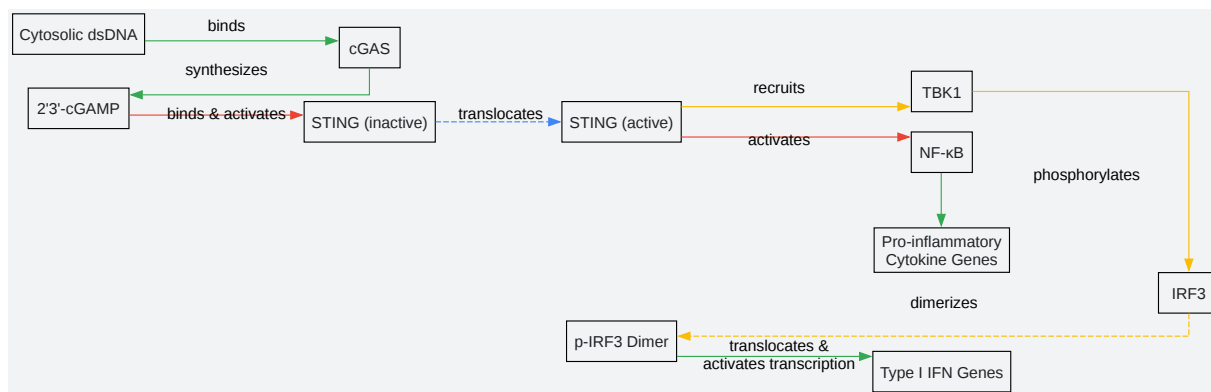 Cytosolic dsDNA
binds
cGAS
synthesizes
2'3'-cGAMP
binds & activates
STING (inactive)
translocates
STING (active)
recruits
TBK1
activates
NF-κB
phosphorylates
Pro-inflammatory
Cytokine Genes
IRF3
dimerizes
p-IRF3 Dimer
translocates &
activates transcription
Type I IFN Genes